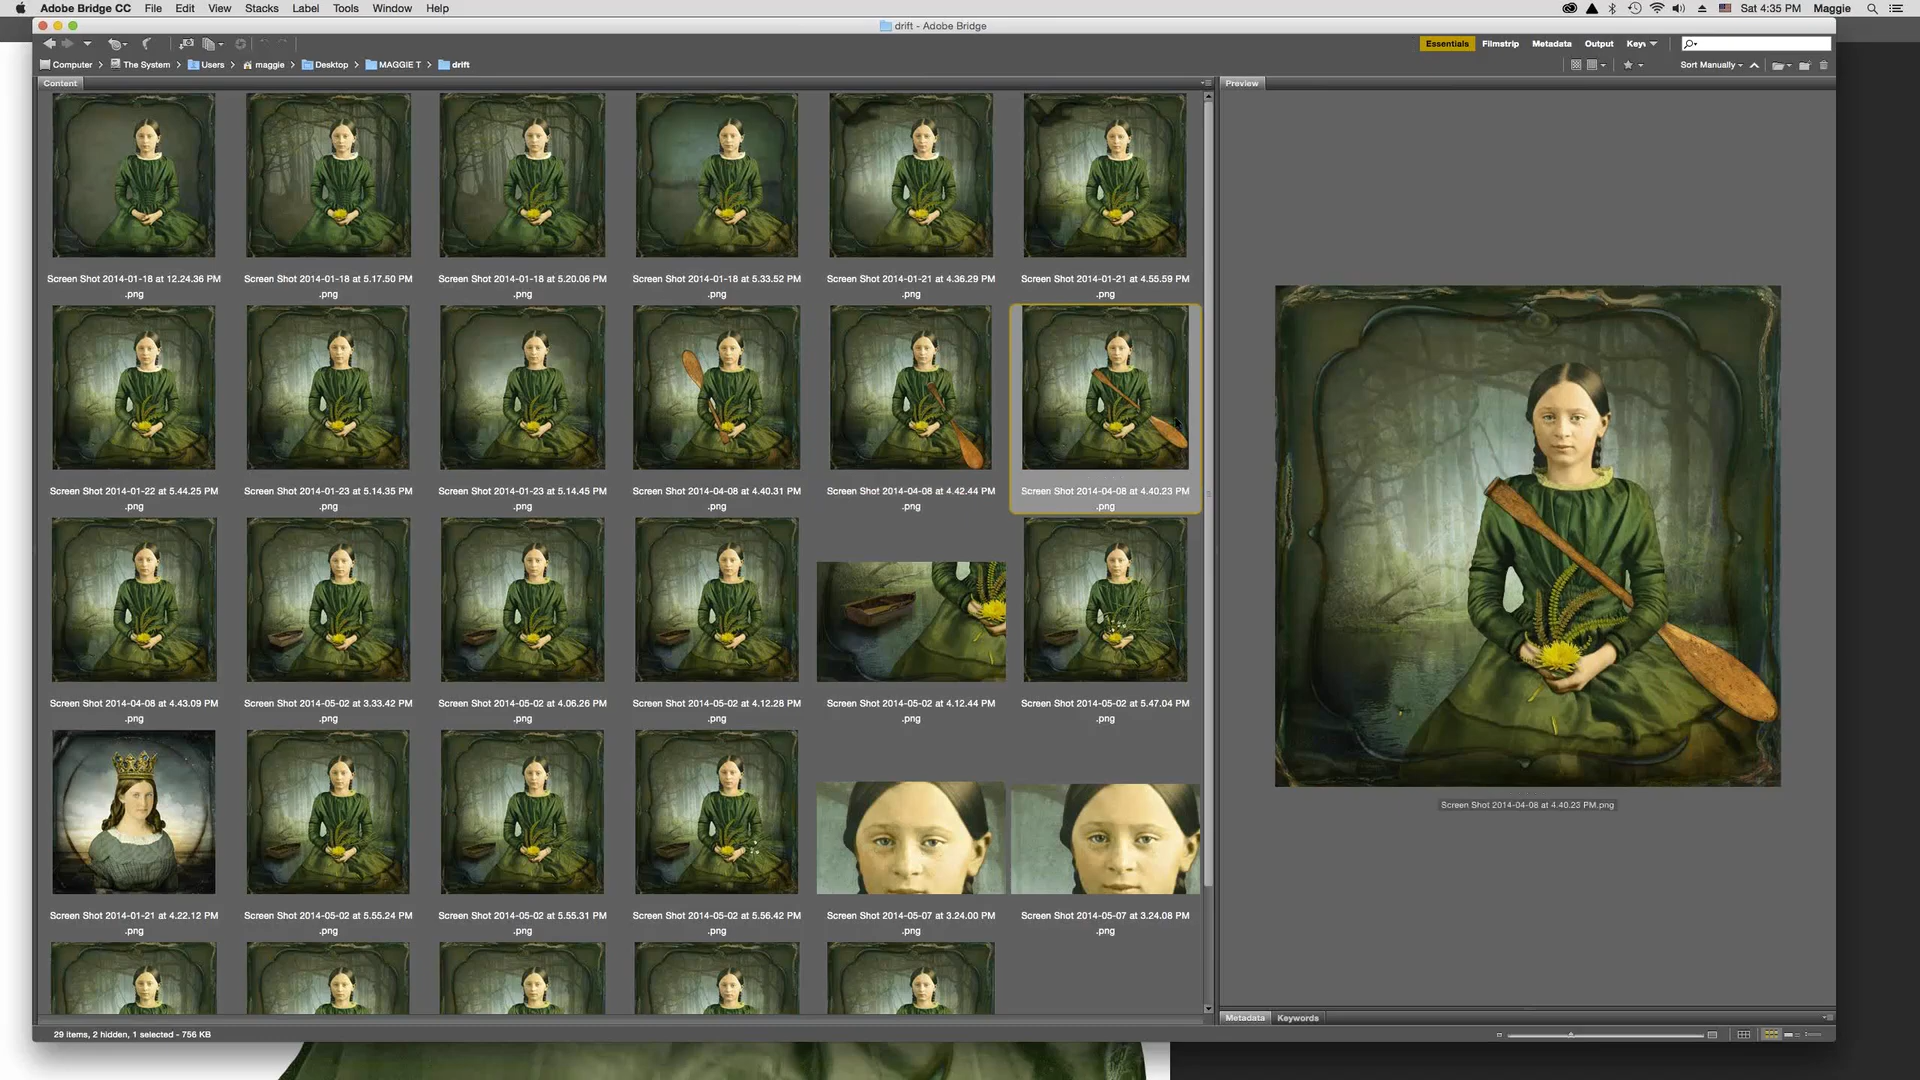 Adobe Bridge CC File Edit View Stacks Label Tools Window Help Sat 4:35 PM Maggie
drift - Adobe Bridge
Essentials Filmstrip Metadata Output Keyw
Computer The System Users maggie Desktop MAGGIE T drift Sort Manually
Content Preview
Screen Shot 2014-01-18 at 12.24.36 PM
.png
Screen Shot 2014-01-18 at 5.17.50 PM
.png
Screen Shot 2014-01-18 at 5.20.06 PM
.png
Screen Shot 2014-01-18 at 5.33.52 PM
.png
Screen Shot 2014-01-21 at 4.36.29 PM
.png
Screen Shot 2014-01-21 at 4.55.59 PM
.png
Screen Shot 2014-01-22 at 5.44.25 PM
.png
Screen Shot 2014-01-23 at 5.14.35 PM
.png
Screen Shot 2014-01-23 at 5.14.45 PM
.png
Screen Shot 2014-04-08 at 4.40.31 PM
.png
Screen Shot 2014-04-08 at 4.42.44 PM
.png
Screen Shot 2014-04-08 at 4.40.23 PM
.png
Screen Shot 2014-04-08 at 4.43.09 PM
.png
Screen Shot 2014-05-02 at 3.33.42 PM
.png
Screen Shot 2014-05-02 at 4.06.26 PM
.png
Screen Shot 2014-05-02 at 4.12.28 PM
.png
Screen Shot 2014-05-02 at 4.12.44 PM
.png
Screen Shot 2014-05-02 at 5.47.04 PM
.png
Screen Shot 2014-01-21 at 4.22.12 PM
.png
Screen Shot 2014-05-02 at 5.55.24 PM
.png
Screen Shot 2014-05-02 at 5.55.31 PM
.png
Screen Shot 2014-05-02 at 5.56.42 PM
.png
Screen Shot 2014-05-07 at 3.24.00 PM
.png
Screen Shot 2014-05-07 at 3.24.08 PM
.png
Screen Shot 2014-04-08 at 4.40.23 PM.png
Metadata Keywords
29 items, 2 hidden, 1 selected - 756 KB